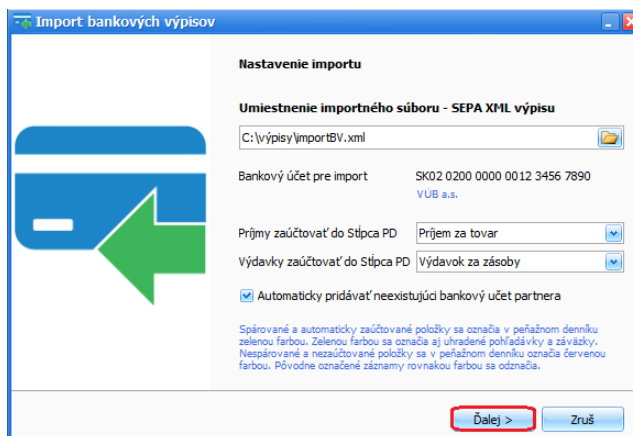 Import bankových výpisov
Nastavenie importu
Umiestnenie importného súboru - SEPA XML výpisu
C:\výpisy\importBV.xml
Bankový účet pre import SK02 0200 0000 0012 3456 7890
VÚB a.s.
Príjmy zaúčtovať do Stĺpca PD Príjem za tovar
Výdavky zaúčtovať do Stĺpca PD Výdavok za zásoby
Automaticky pridávať neexistujúci bankový účet partnera
Spárované a automaticky zaúčtované položky sa označia v peňažnom denníku
zelenou farbou. Zelenou farbou sa označia aj uhradené pohľadávky a záväzky.
Nespárované a nezaúčtované položky sa v peňažnom denníku označia červenou
farbou. Pôvodne označené záznamy rovnakou farbou sa odznačia.
Ďalej > Zruš